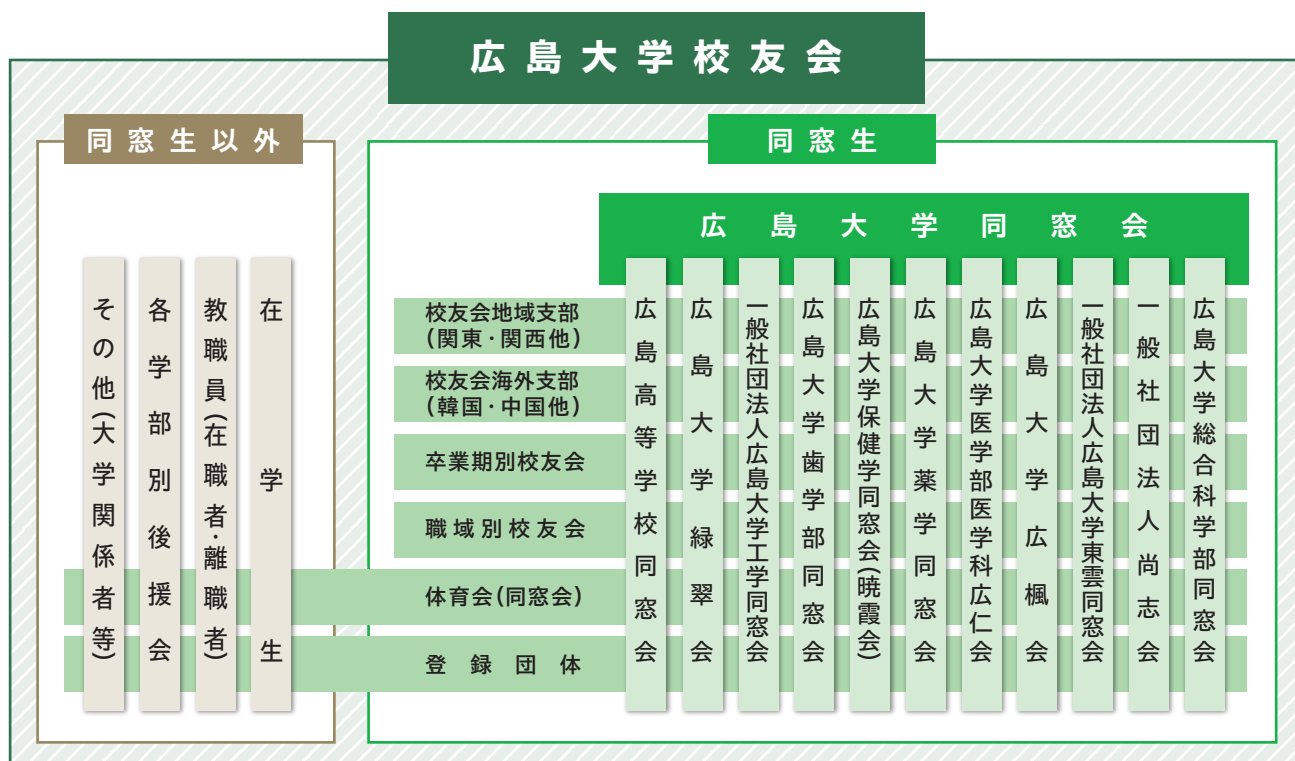 広島大学校友会
同窓生以外
同窓生
広島大学同窓会
在学生
教職員(在職者・離職者)
各学部別後援会
その他(大学関係者等)
校友会地域支部
(関東・関西他)
校友会海外支部
(韓国・中国他)
卒業期別校友会
職域別校友会
体育会(同窓会)
登録団体
広島大学総合科学部同窓会
一般社団法人尚志会
一般社団法人広島大学東雲同窓会
広島大学広楓会
広島大学医学部医学科広仁会
広島大学薬学同窓会
広島大学保健学同窓会(暁霞会)
広島大学歯学部同窓会
一般社団法人広島大学工学同窓会
広島大学緑翠会
広島高等学校同窓会